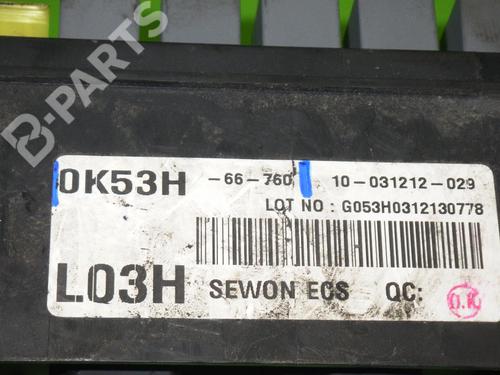 B-PARTS
0K53H -66-760 10-031212-029
LOT NO : G053H0312130778
L03H SEWON ECS QC: